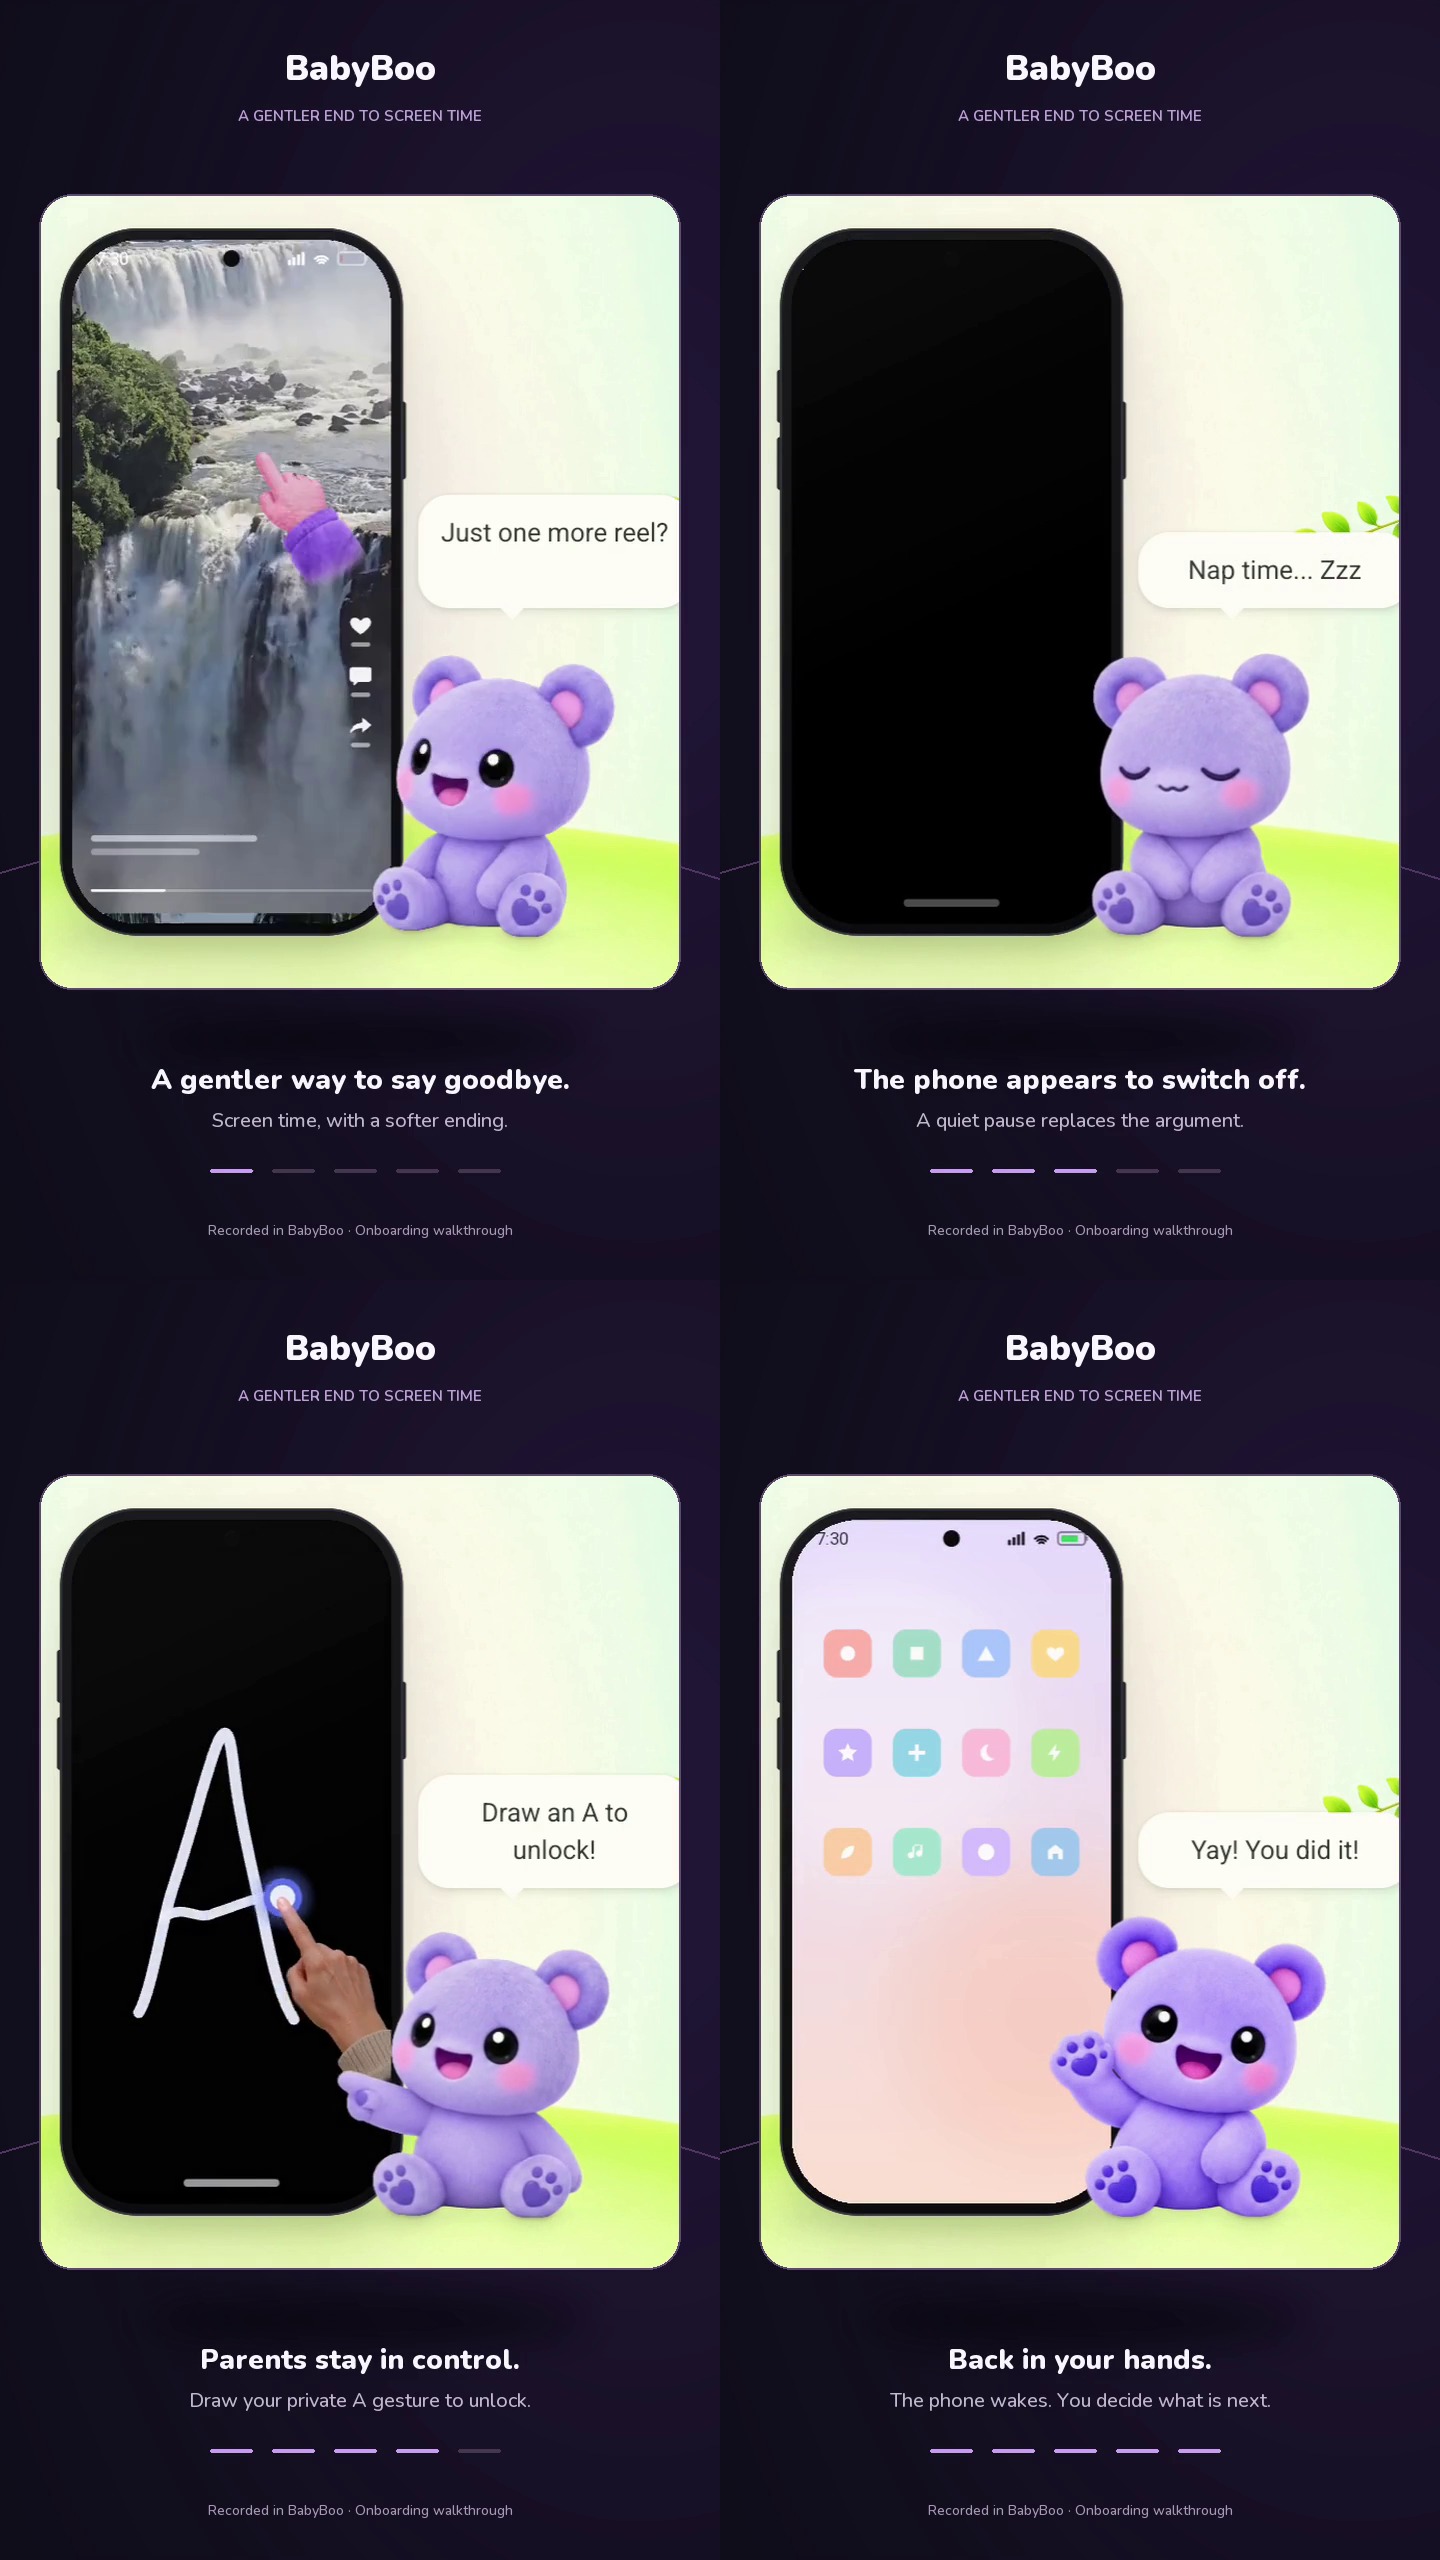 BabyBoo
A GENTLER END TO SCREEN TIME
7:30
Just one more reel?
A gentler way to say goodbye.
Screen time, with a softer ending.
Recorded in BabyBoo · Onboarding walkthrough
BabyBoo
A GENTLER END TO SCREEN TIME
Nap time... Zzz
The phone appears to switch off.
A quiet pause replaces the argument.
Recorded in BabyBoo · Onboarding walkthrough
BabyBoo
A GENTLER END TO SCREEN TIME
A
Draw an A to
unlock!
Parents stay in control.
Draw your private A gesture to unlock.
Recorded in BabyBoo · Onboarding walkthrough
BabyBoo
A GENTLER END TO SCREEN TIME
7:30
Yay! You did it!
Back in your hands.
The phone wakes. You decide what is next.
Recorded in BabyBoo · Onboarding walkthrough